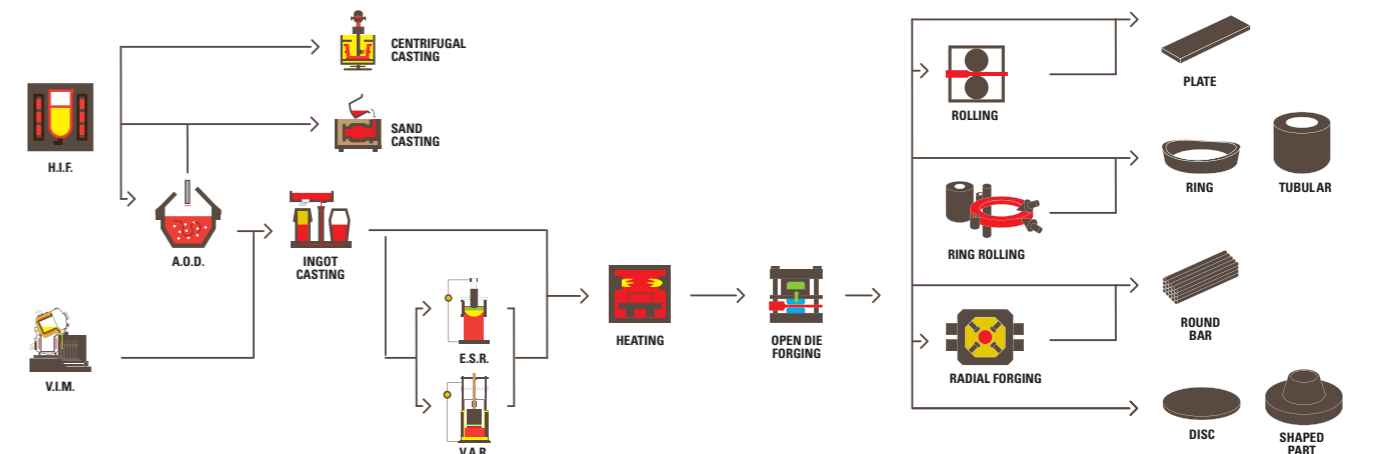 CENTRIFUGAL
CASTING
SAND
CASTING
H.I.F.
A.O.D.
INGOT
CASTING
V.I.M.
E.S.R.
V.A.R.
HEATING
OPEN DIE
FORGING
ROLLING
RING ROLLING
RADIAL FORGING
PLATE
RING
TUBULAR
ROUND
BAR
DISC
SHAPED
PART